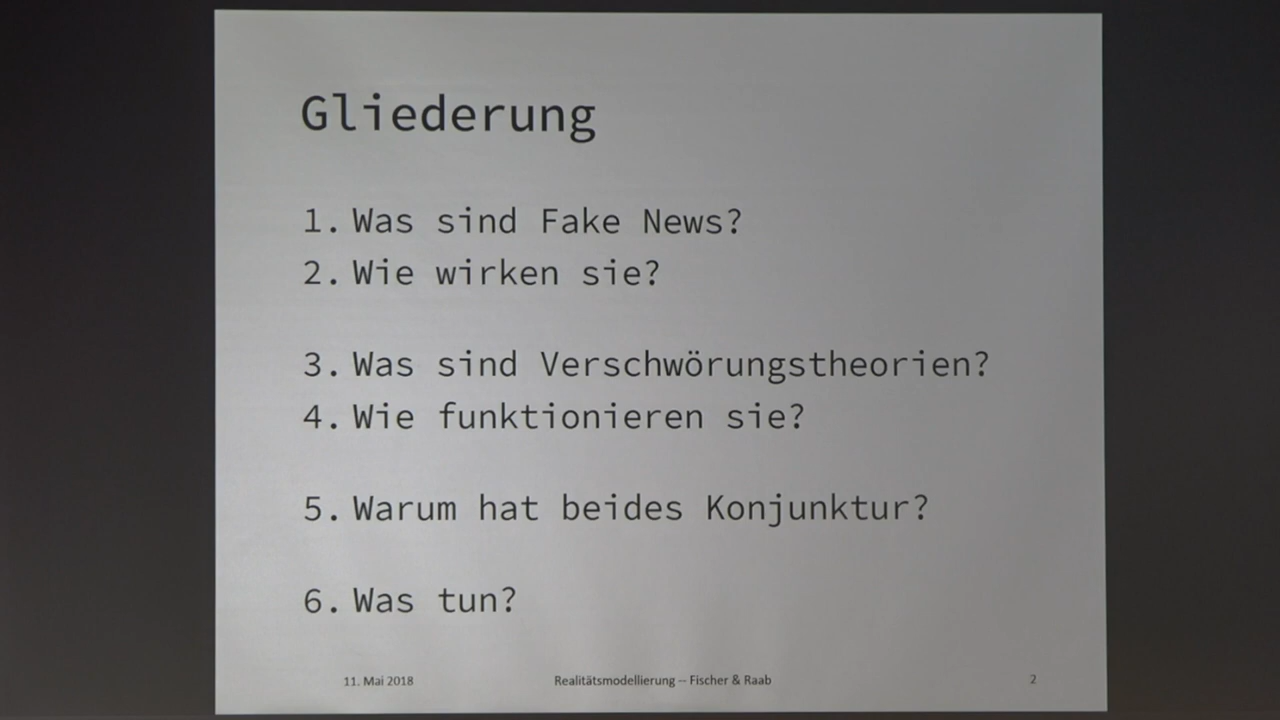 Gliederung
1. Was sind Fake News?
2. Wie wirken sie?
3. Was sind Verschwörungstheorien?
4. Wie funktionieren sie?
5. Warum hat beides Konjunktur?
6. Was tun?
11. Mai 2018 Realitätsmodellierung -- Fischer & Raab 2